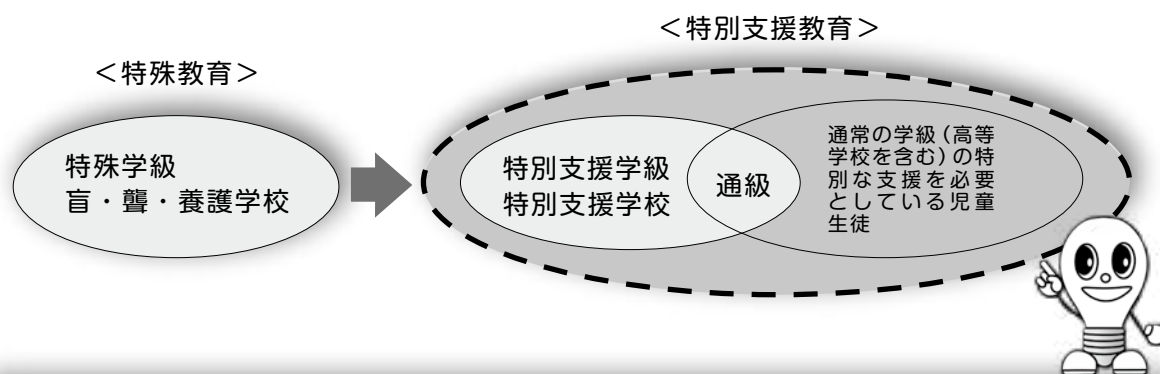 ＜特別支援教育＞
＜特殊教育＞
特殊学級
盲・聾・養護学校
特別支援学級
特別支援学校
通級
通常の学級（高等
学校を含む）の特
別な支援を必要
としている児童
生徒